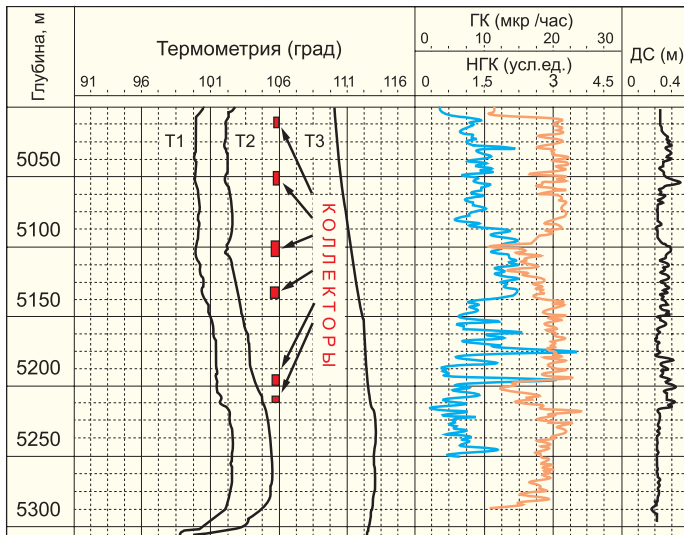 Глубина, м
Термометрия (град)
91 96 101 106 111 116
ГК (мкр /час)
0 10 20 30
НГК (усл.ед.)
0 1,5 3 4.5
ДС (м)
0 0.4
Т1 Т2 Т3
КОЛЛЕКТОРЫ
5050
5100
5150
5200
5250
5300